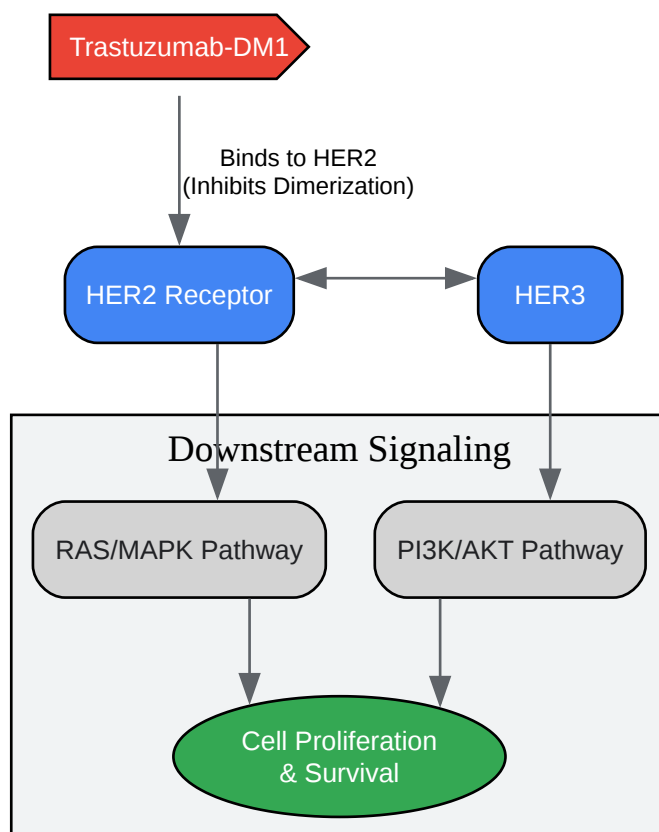 Trastuzumab-DM1
Binds to HER2
(Inhibits Dimerization)
HER2 Receptor
HER3
Downstream Signaling
RAS/MAPK Pathway
PI3K/AKT Pathway
Cell Proliferation
& Survival